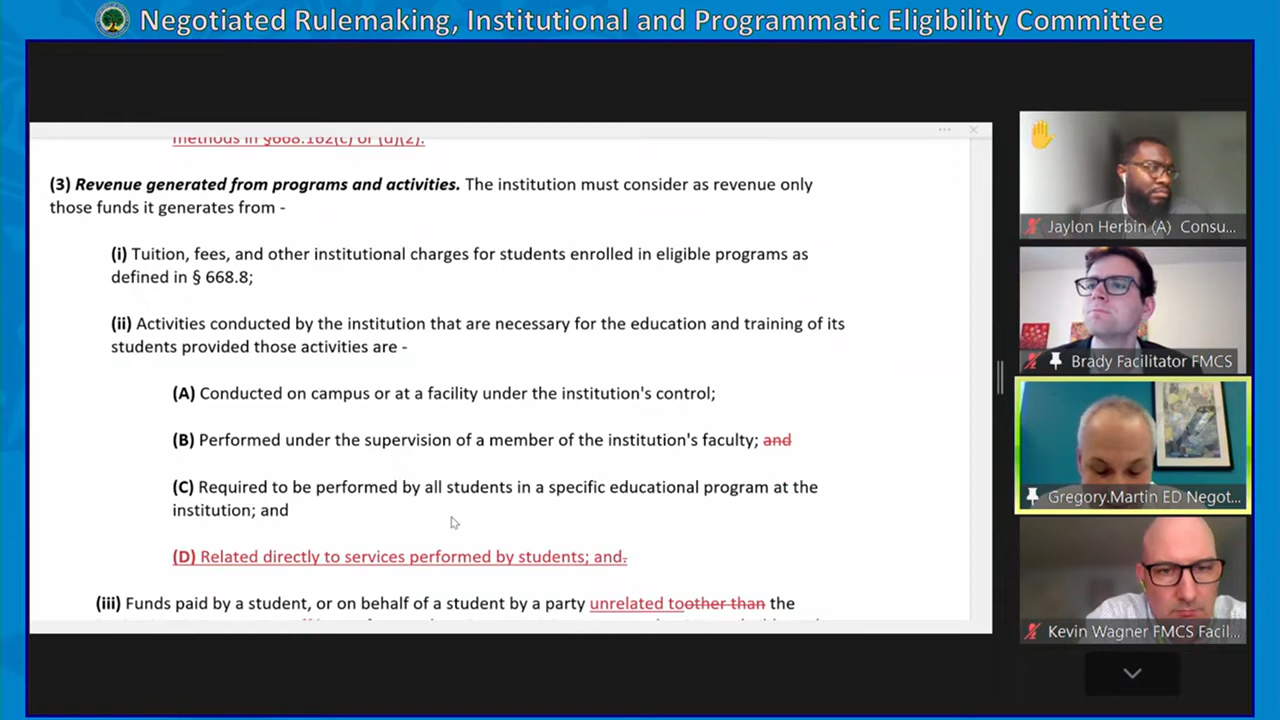 Negotiated Rulemaking, Institutional and Programmatic Eligibility Committee
methods in §668.162(c) or (d)(2).
(3) Revenue generated from programs and activities. The institution must consider as revenue only
those funds it generates from -
(i) Tuition, fees, and other institutional charges for students enrolled in eligible programs as
defined in § 668.8;
(ii) Activities conducted by the institution that are necessary for the education and training of its
students provided those activities are -
(A) Conducted on campus or at a facility under the institution's control;
(B) Performed under the supervision of a member of the institution's faculty; and
(C) Required to be performed by all students in a specific educational program at the
institution; and
(D) Related directly to services performed by students; and.
(iii) Funds paid by a student, or on behalf of a student by a party unrelated toother than the
Jaylon Herbin (A) Consu...
Brady Facilitator FMCS
Gregory.Martin ED Negot...
Kevin Wagner FMCS Facil...